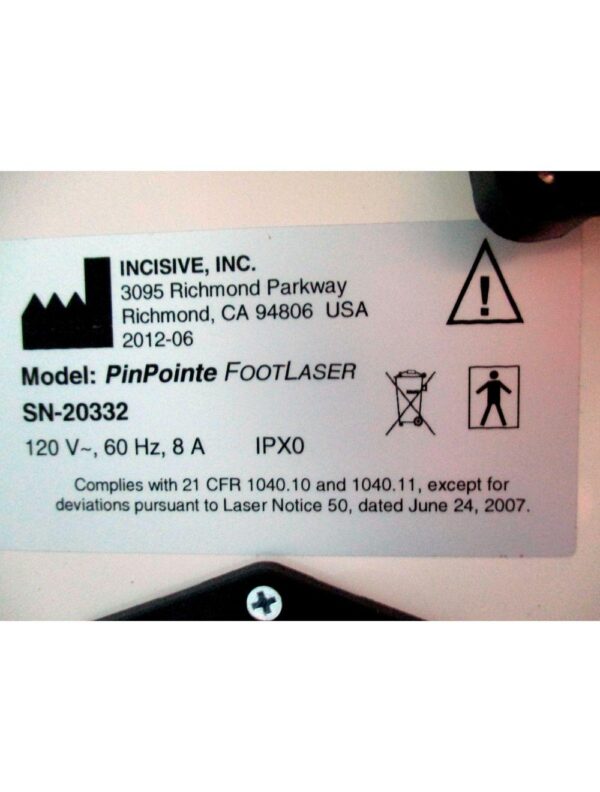 INCISIVE, INC.
3095 Richmond Parkway
Richmond, CA 94806 USA
2012-06
Model: PinPointe FOOTLASER
SN-20332
120 V~, 60 Hz, 8 A IPX0
Complies with 21 CFR 1040.10 and 1040.11, except for
deviations pursuant to Laser Notice 50, dated June 24, 2007.